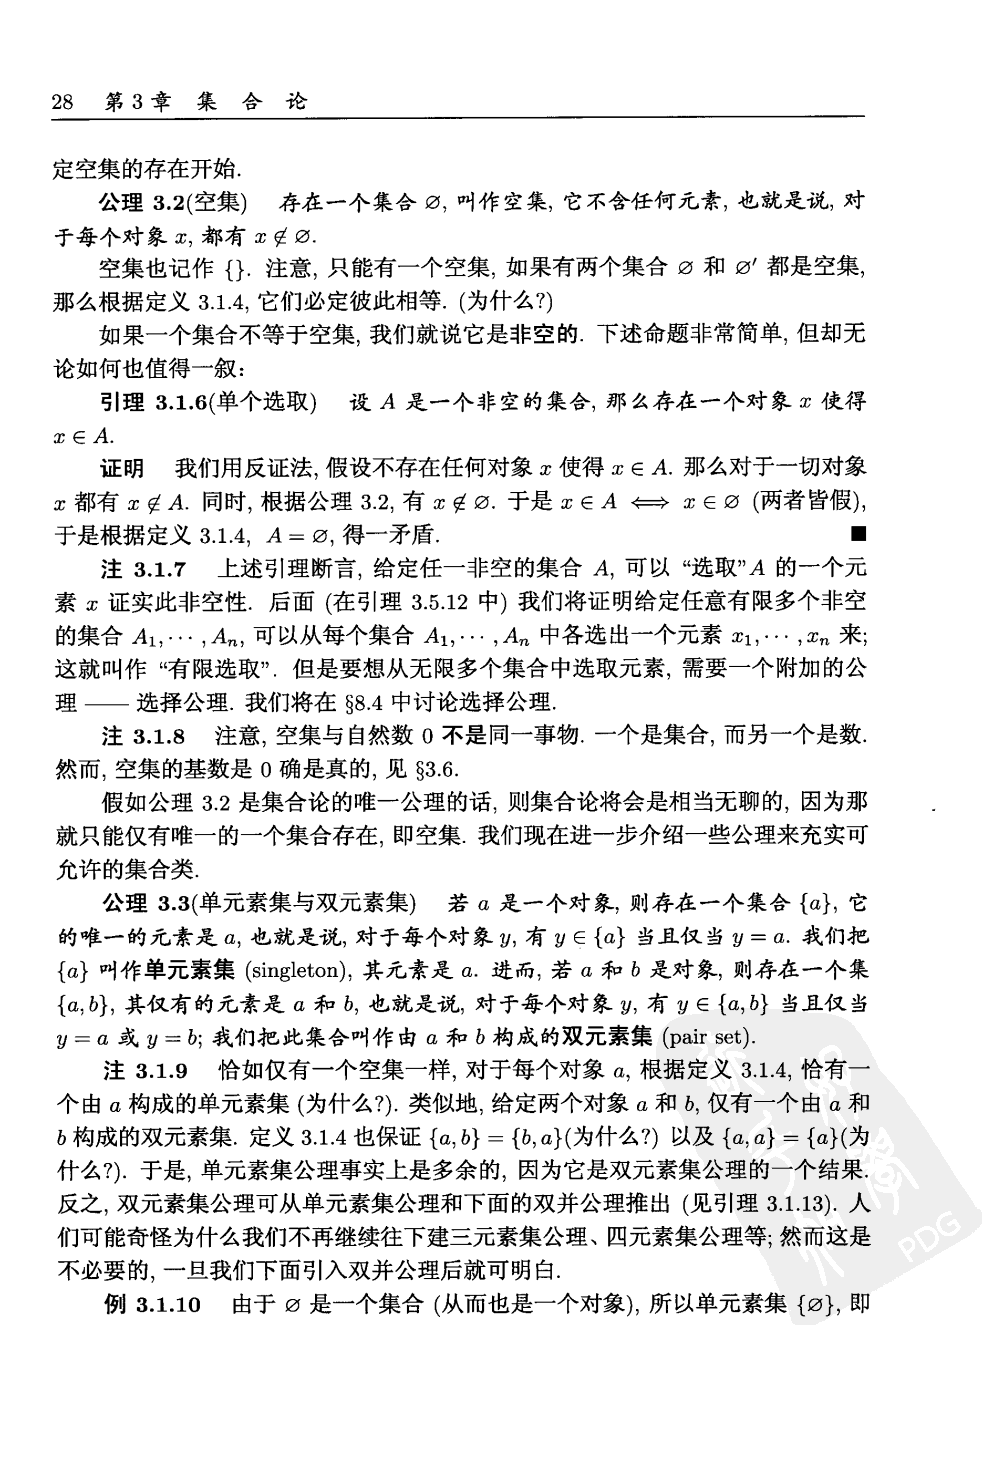 28 第3章 集 合 论
定空集的存在开始.
公理 3.2(空集) 存在一个集合 ∅, 叫作空集, 它不含任何元素, 也就是说, 对
于每个对象 x, 都有 x ∉ ∅.
空集也记作 {}. 注意, 只能有一个空集, 如果有两个集合 ∅ 和 ∅′ 都是空集,
那么根据定义 3.1.4, 它们必定彼此相等. (为什么?)
如果一个集合不等于空集, 我们就说它是非空的. 下述命题非常简单, 但却无
论如何也值得一叙:
引理 3.1.6(单个选取) 设 A 是一个非空的集合, 那么存在一个对象 x 使得
x ∈ A.
证明 我们用反证法, 假设不存在任何对象 x 使得 x ∈ A. 那么对于一切对象
x 都有 x ∉ A. 同时, 根据公理 3.2, 有 x ∉ ∅. 于是 x ∈ A ⟺ x ∈ ∅ (两者皆假),
于是根据定义 3.1.4, A = ∅, 得一矛盾. ■
注 3.1.7 上述引理断言, 给定任一非空的集合 A, 可以 “选取”A 的一个元
素 x 证实此非空性. 后面 (在引理 3.5.12 中) 我们将证明给定任意有限多个非空
的集合 A₁,⋯ ,Aₙ, 可以从每个集合 A₁,⋯ ,Aₙ 中各选出一个元素 x₁,⋯ ,xₙ 来;
这就叫作 “有限选取”. 但是要想从无限多个集合中选取元素, 需要一个附加的公
理 —— 选择公理. 我们将在 §8.4 中讨论选择公理.
注 3.1.8 注意, 空集与自然数 0 不是同一事物. 一个是集合, 而另一个是数.
然而, 空集的基数是 0 确是真的, 见 §3.6.
假如公理 3.2 是集合论的唯一公理的话, 则集合论将会是相当无聊的, 因为那
就只能仅有唯一的一个集合存在, 即空集. 我们现在进一步介绍一些公理来充实可
允许的集合类.
公理 3.3(单元素集与双元素集) 若 a 是一个对象, 则存在一个集合 {a}, 它
的唯一的元素是 a, 也就是说, 对于每个对象 y, 有 y ∈ {a} 当且仅当 y = a. 我们把
{a} 叫作单元素集 (singleton), 其元素是 a. 进而, 若 a 和 b 是对象, 则存在一个集
{a, b}, 其仅有的元素是 a 和 b, 也就是说, 对于每个对象 y, 有 y ∈ {a, b} 当且仅当
y = a 或 y = b; 我们把此集合叫作由 a 和 b 构成的双元素集 (pair set).
注 3.1.9 恰如仅有一个空集一样, 对于每个对象 a, 根据定义 3.1.4, 恰有一
个由 a 构成的单元素集 (为什么?). 类似地, 给定两个对象 a 和 b, 仅有一个由 a 和
b 构成的双元素集. 定义 3.1.4 也保证 {a, b} = {b, a}(为什么?) 以及 {a, a} = {a}(为
什么?). 于是, 单元素集公理事实上是多余的, 因为它是双元素集公理的一个结果.
反之, 双元素集公理可从单元素集公理和下面的双并公理推出 (见引理 3.1.13). 人
们可能奇怪为什么我们不再继续往下建三元素集公理、四元素集公理等; 然而这是
不必要的, 一旦我们下面引入双并公理后就可明白.
例 3.1.10 由于 ∅ 是一个集合 (从而也是一个对象), 所以单元素集 {∅}, 即
PDG